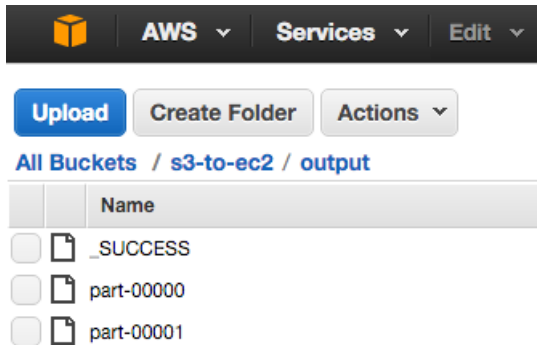 AWS Services Edit
Upload Create Folder Actions
All Buckets / s3-to-ec2 / output
Name
_SUCCESS
part-00000
part-00001